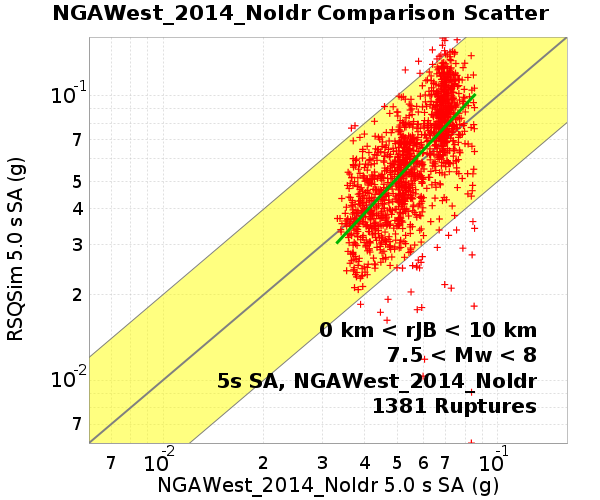 NGAWest_2014_NoIdr Comparison Scatter
RSQSim 5.0 s SA (g)
10⁻¹
7
5
4
3
2
10⁻²
7
0 km < rJB < 10 km
7.5 < Mw < 8
5s SA, NGAWest_2014_NoIdr
1381 Ruptures
7 10⁻² 2 3 4 5 6 7 10⁻¹
NGAWest_2014_NoIdr 5.0 s SA (g)